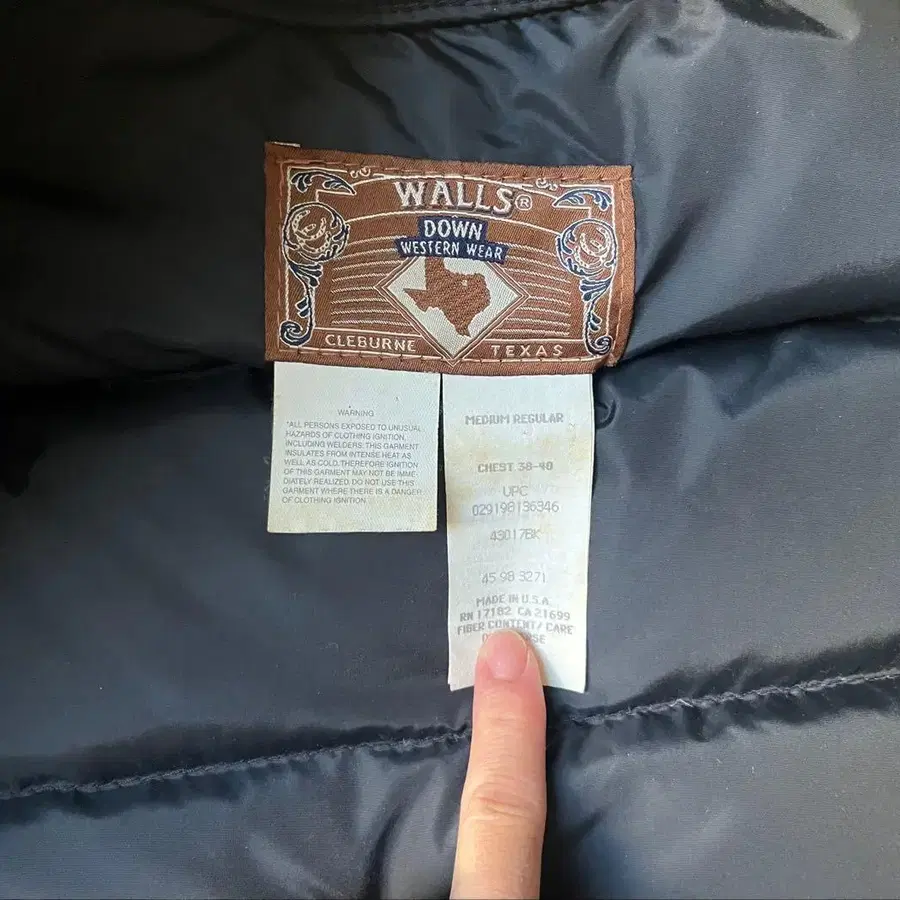 WALLS®
DOWN
WESTERN WEAR
CLEBURNE TEXAS
WARNING
"ALL PERSONS EXPOSED TO UNUSUAL
HAZARDS OF CLOTHING IGNITION,
INCLUDING WELDERS: THIS GARMENT
INSULATES FROM INTENSE HEAT AS
WELL AS COLD. THEREFORE IGNITION
OF THIS GARMENT MAY NOT BE IMME-
DIATELY REALIZED. DO NOT USE THIS
GARMENT WHERE THERE IS A DANGER
OF CLOTHING IGNITION.
MEDIUM REGULAR
CHEST 38-40
UPC
029198136346
43017BK
45 98 3271
MADE IN U.S.A.
RN 17182 CA 21699
FIBER CONTENT/ CARE